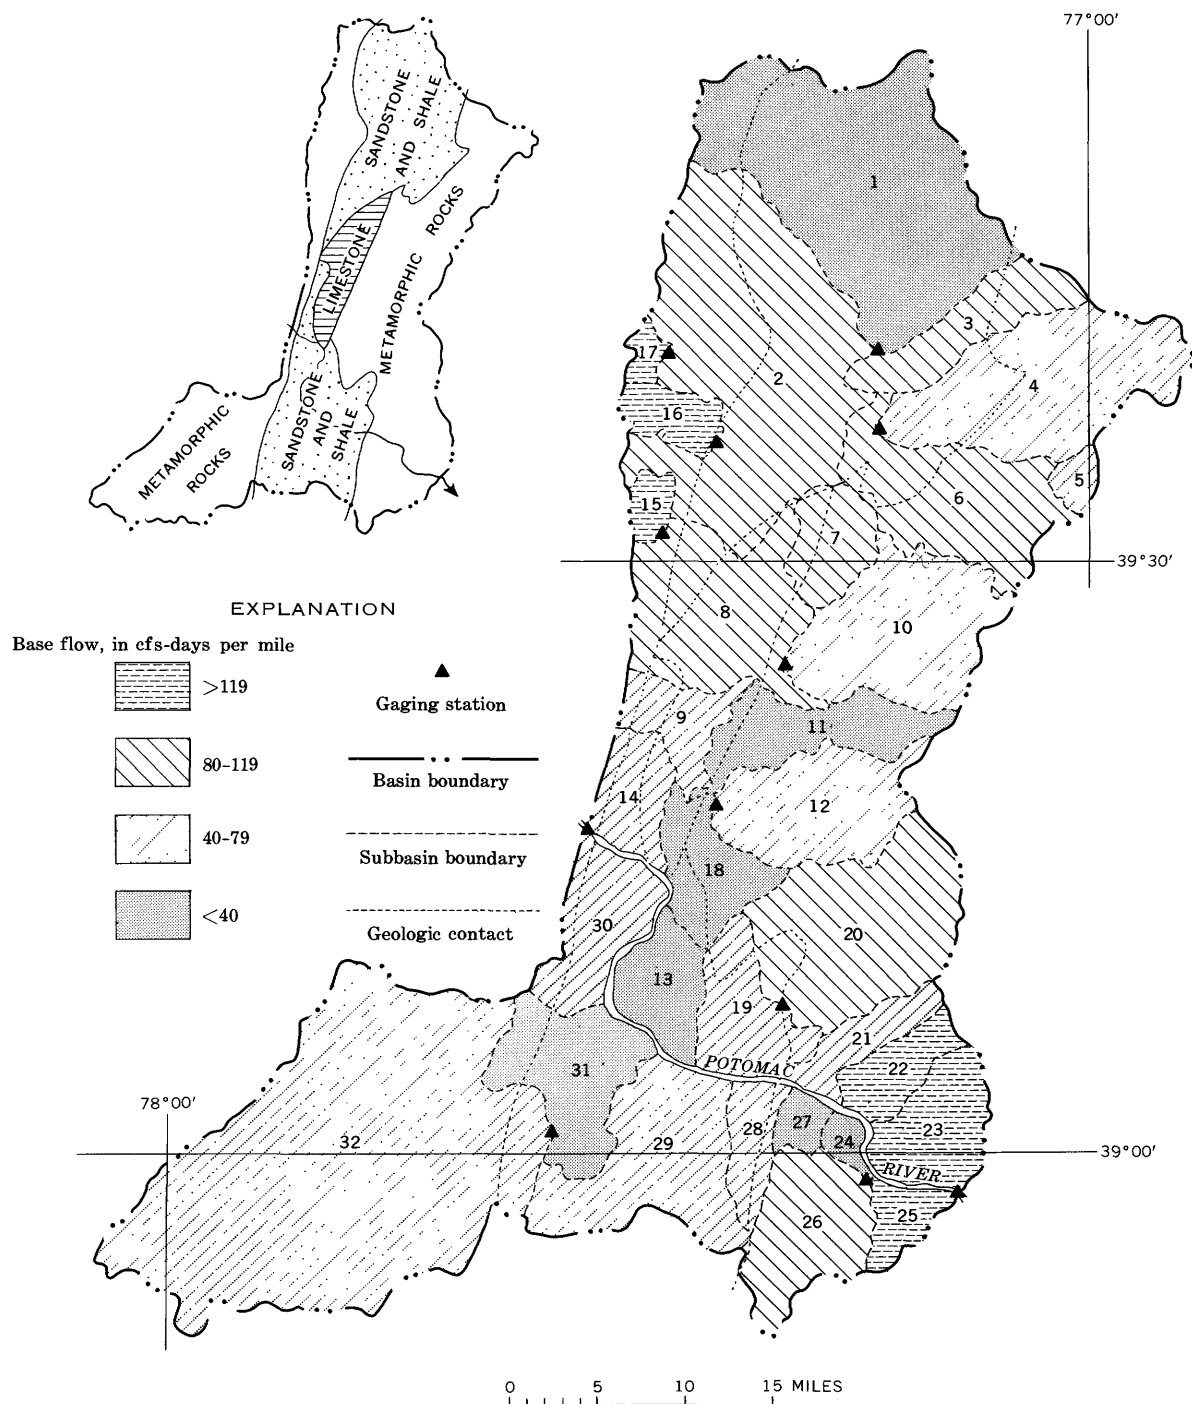 77°00′
SANDSTONE
AND SHALE
LIMESTONE
METAMORPHIC ROCKS
METAMORPHIC
ROCKS
SANDSTONE
AND
SHALE
1
2
3
4
5
6
7
8
9
10
11
12
13
14
15
16
17
18
19
20
21
22
23
24
25
26
27
28
29
30
31
32
39°30′
POTOMAC
RIVER
78°00′
39°00′
EXPLANATION
Base flow, in cfs-days per mile
>119
80-119
40-79
<40
Gaging station
Basin boundary
Subbasin boundary
Geologic contact
0 5 10 15 MILES